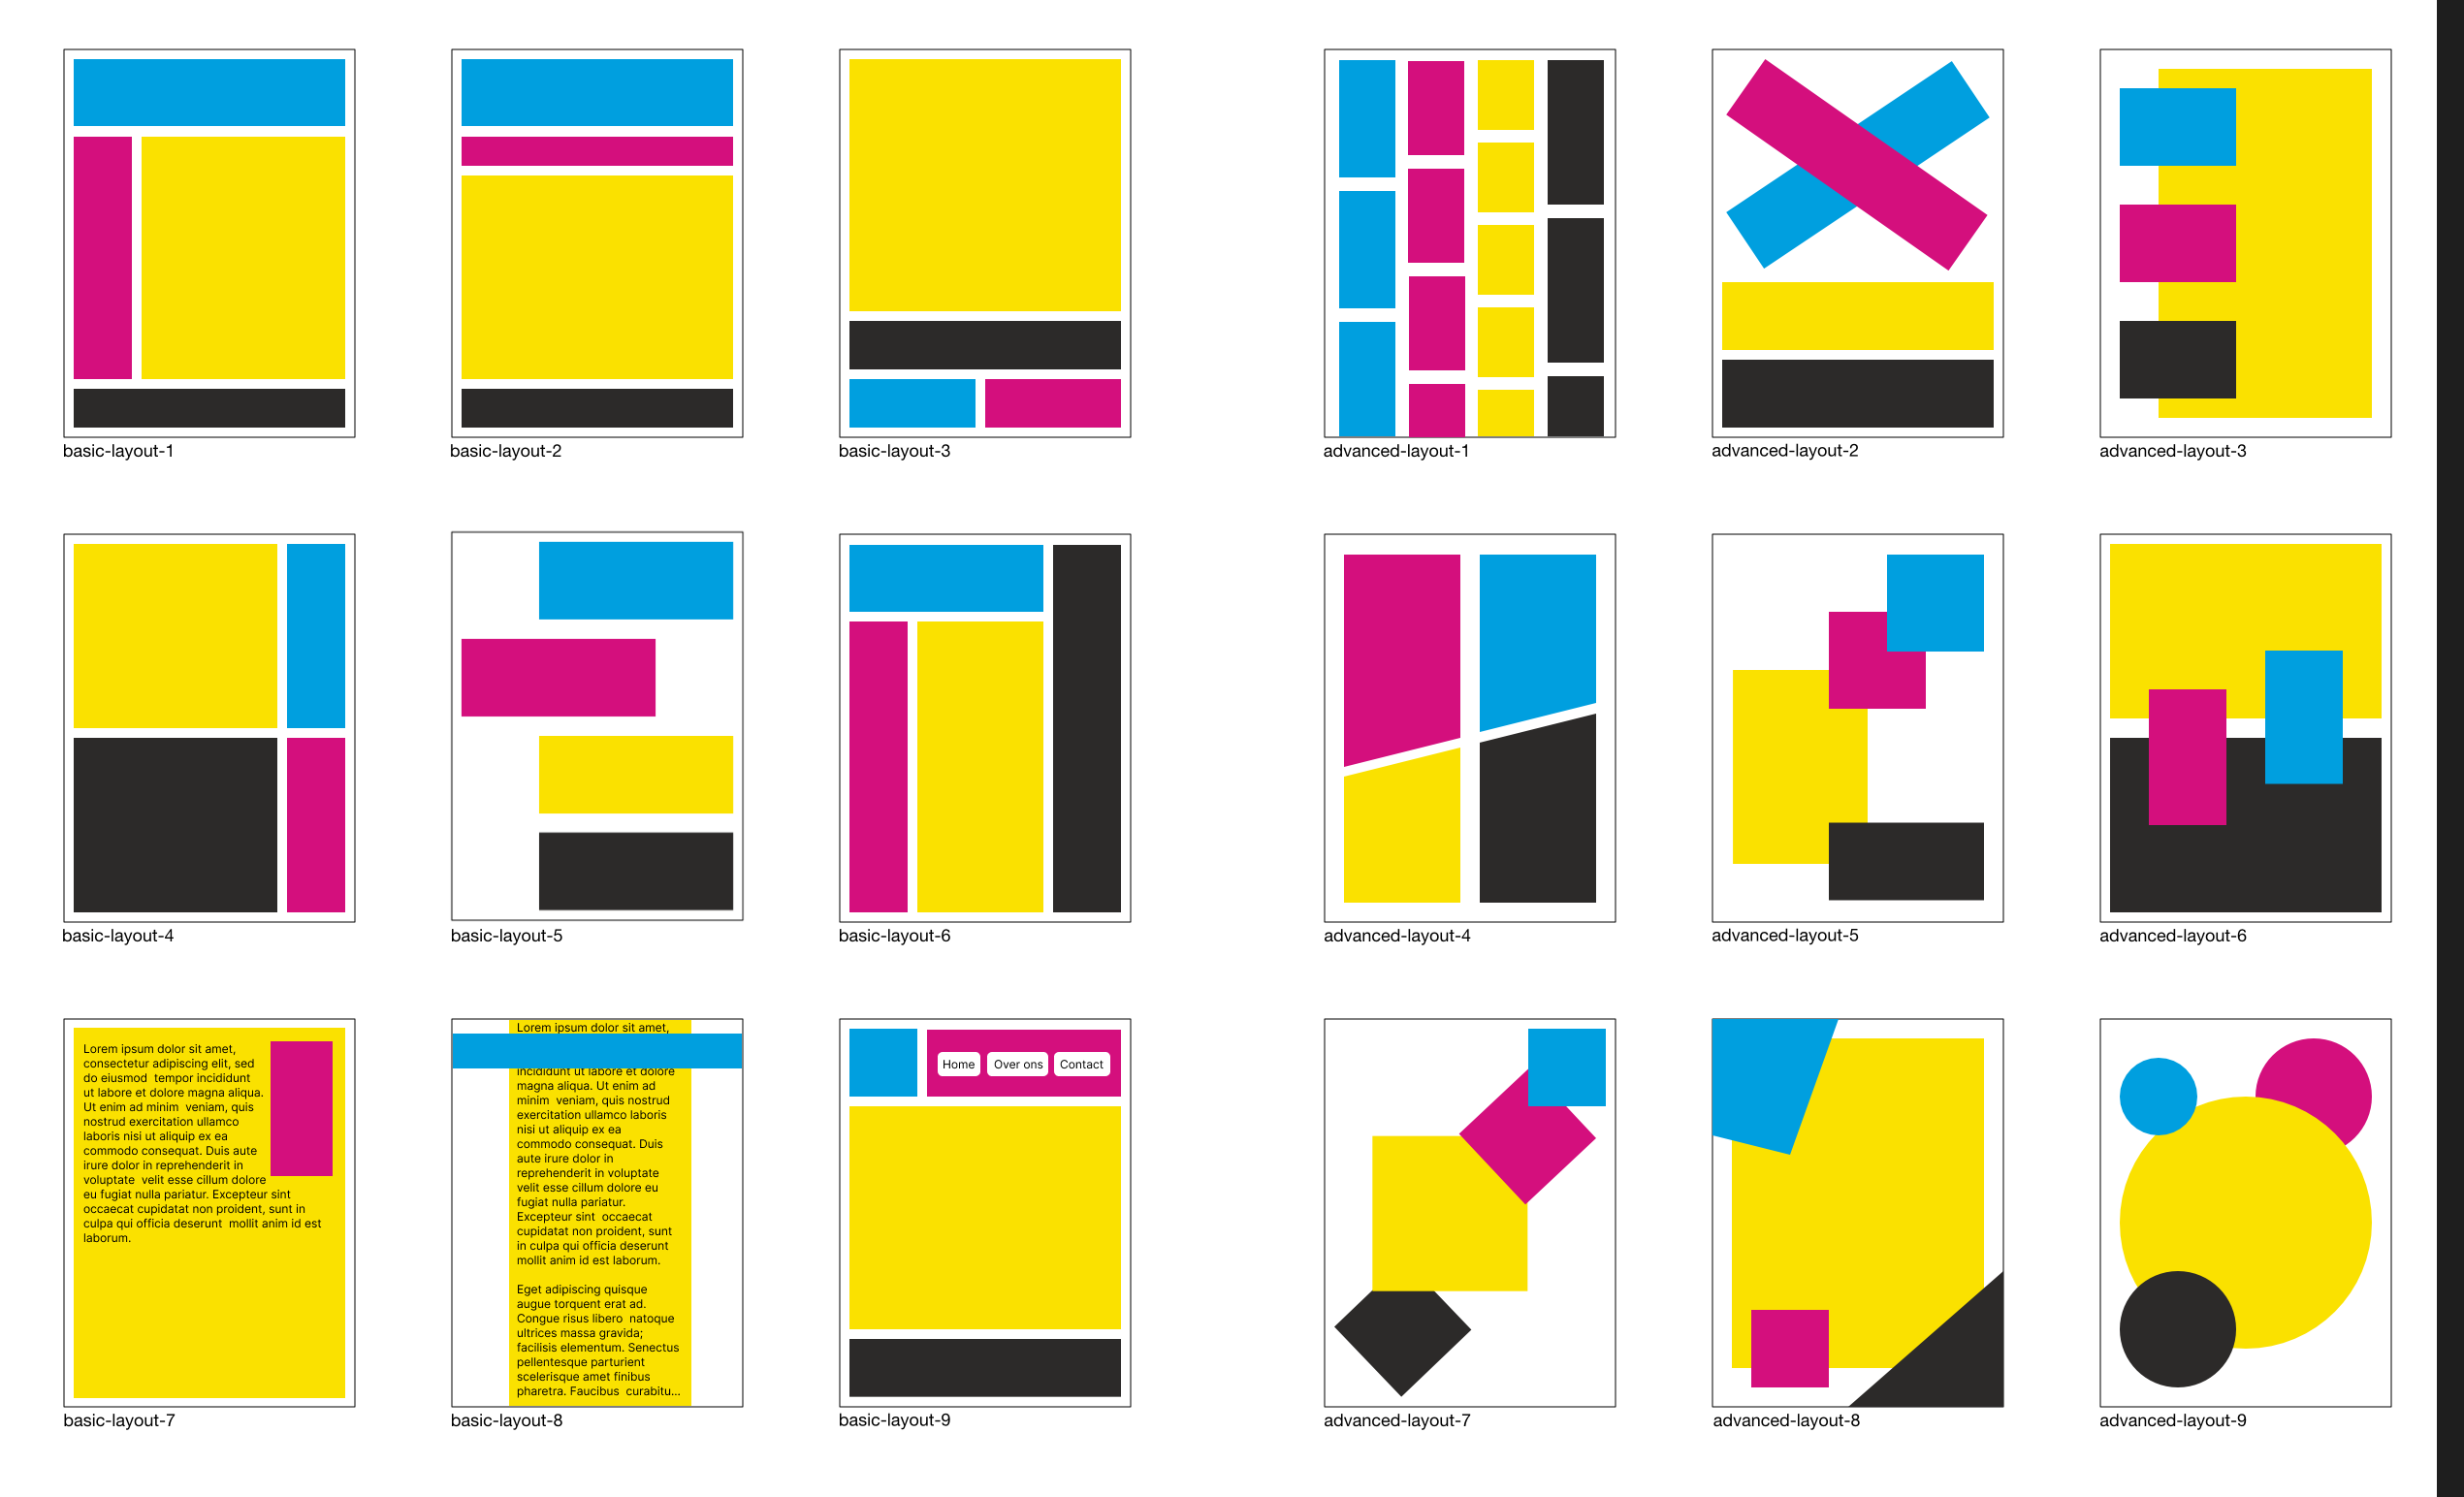 basic-layout-1
basic-layout-2
basic-layout-3
advanced-layout-1
advanced-layout-2
advanced-layout-3
basic-layout-4
basic-layout-5
basic-layout-6
advanced-layout-4
advanced-layout-5
advanced-layout-6
Lorem ipsum dolor sit amet,
consectetur adipiscing elit, sed
do eiusmod  tempor incididunt
ut labore et dolore magna aliqua.
Ut enim ad minim  veniam, quis
nostrud exercitation ullamco
laboris nisi ut aliquip ex ea
commodo consequat. Duis aute
irure dolor in reprehenderit in
voluptate  velit esse cillum dolore
eu fugiat nulla pariatur. Excepteur sint
occaecat cupidatat non proident, sunt in
culpa qui officia deserunt  mollit anim id est
laborum.
basic-layout-7
Lorem ipsum dolor sit amet,
incididunt ut labore et dolore
magna aliqua. Ut enim ad
minim  veniam, quis nostrud
exercitation ullamco laboris
nisi ut aliquip ex ea
commodo consequat. Duis
aute irure dolor in
reprehenderit in voluptate
velit esse cillum dolore eu
fugiat nulla pariatur.
Excepteur sint  occaecat
cupidatat non proident, sunt
in culpa qui officia deserunt
mollit anim id est laborum.
Eget adipiscing quisque
augue torquent erat ad.
Congue risus libero  natoque
ultrices massa gravida;
facilisis elementum. Senectus
pellentesque parturient
scelerisque amet finibus
pharetra. Faucibus  curabitu...
basic-layout-8
Home Over ons Contact
basic-layout-9
advanced-layout-7
advanced-layout-8
advanced-layout-9